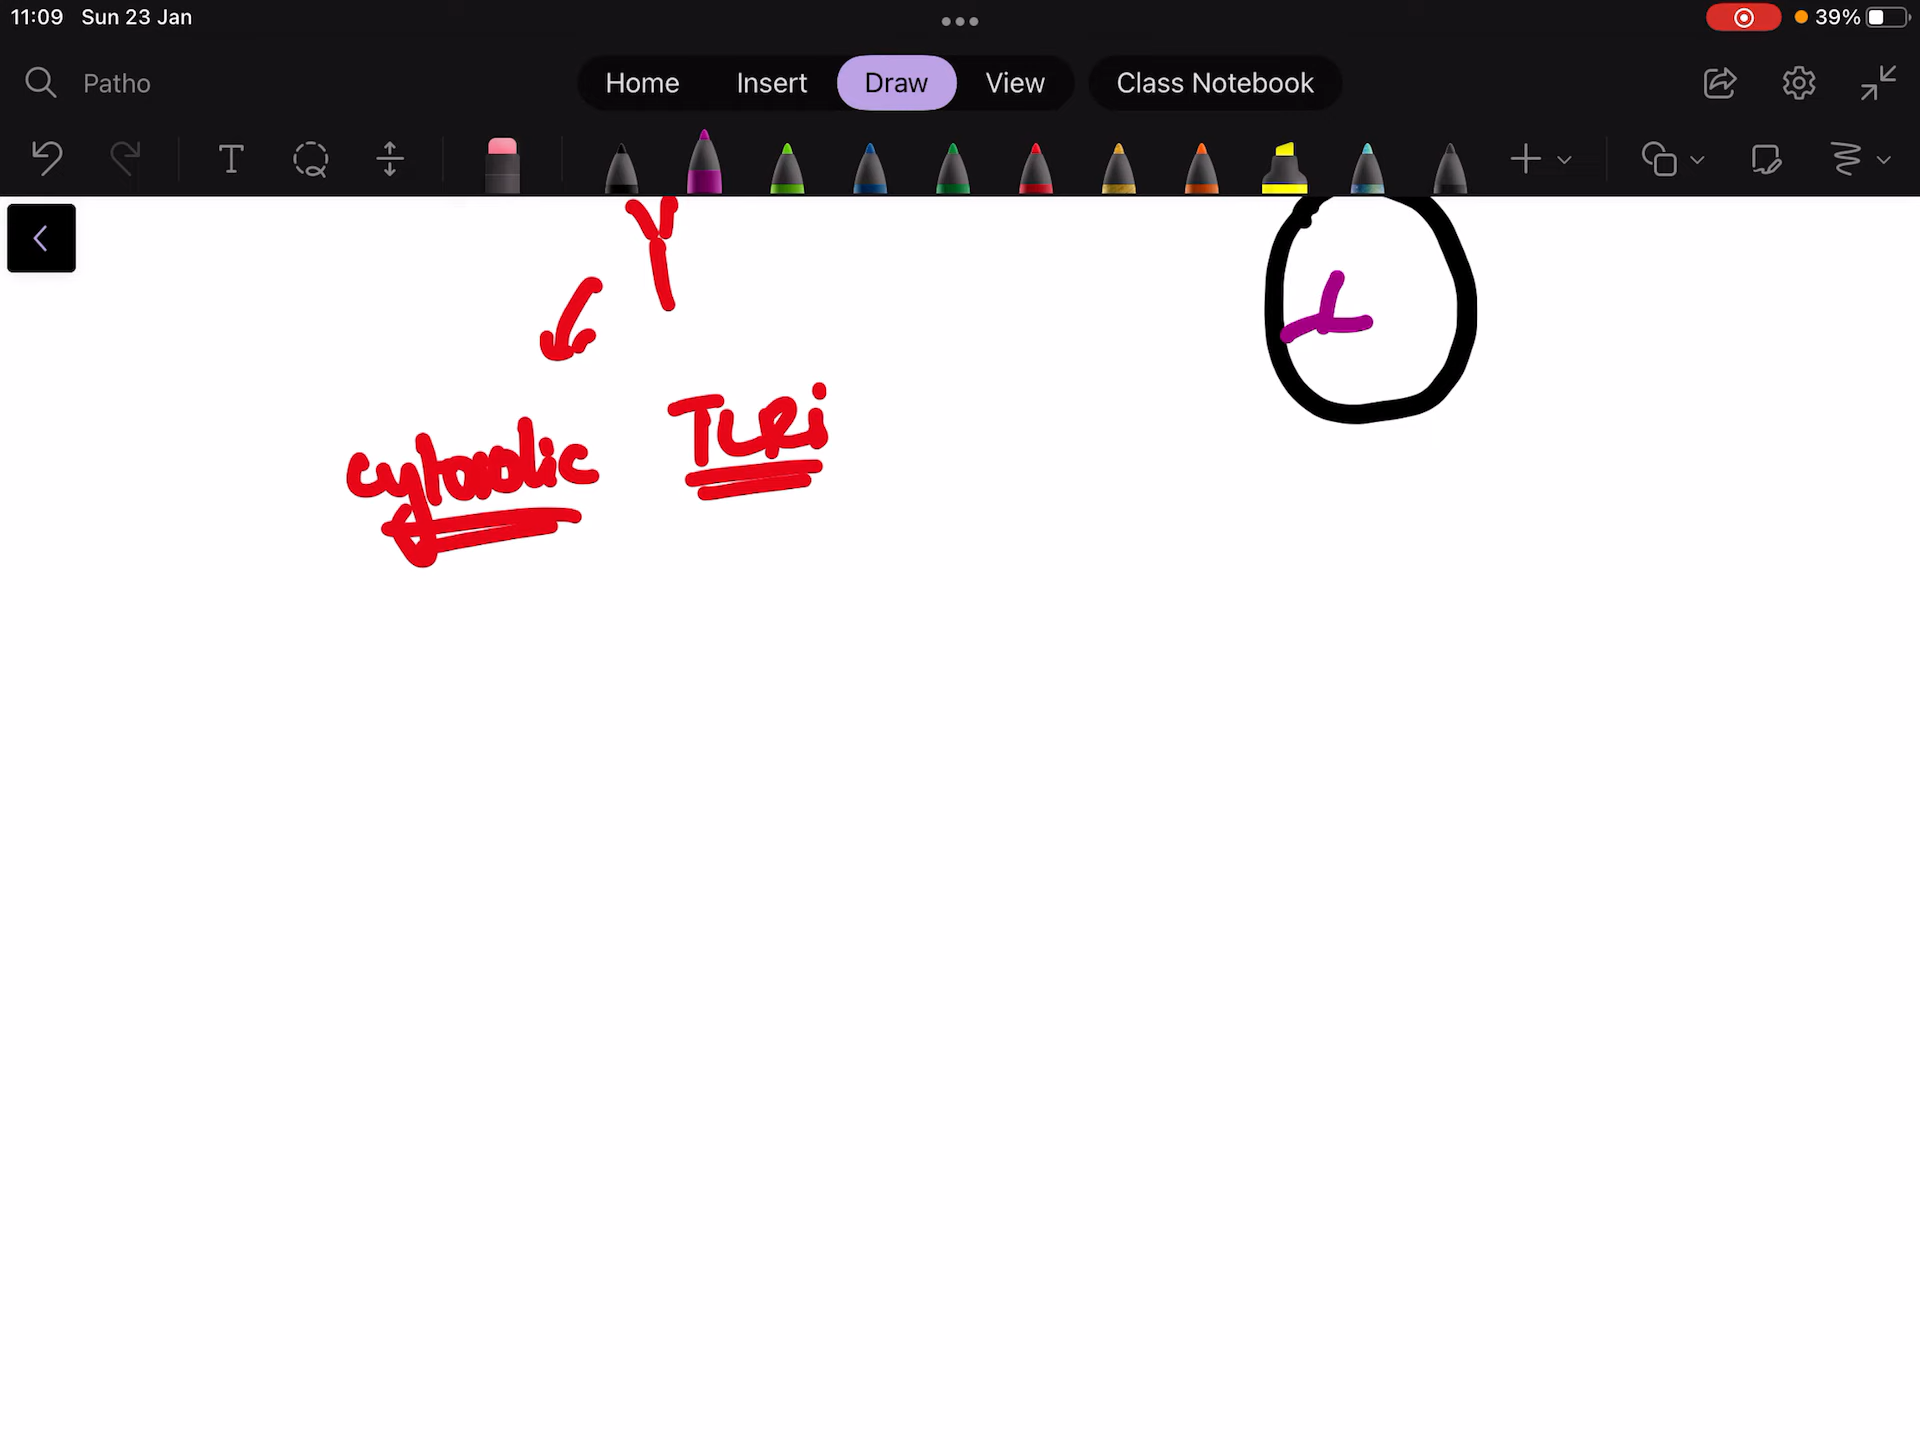 11:09 Sun 23 Jan
39%
Patho
Home Insert Draw View Class Notebook
T
TLRi
cytosolic